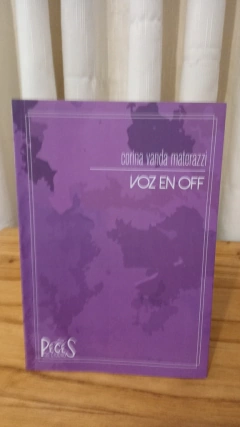 corina vanda matorazzi
VOZ EN OFF
PeceS